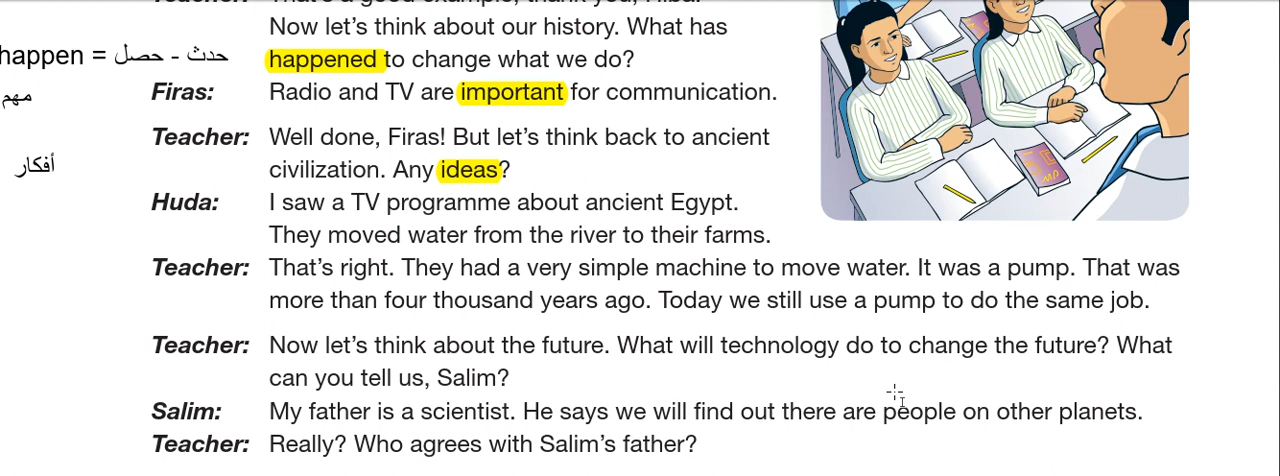 Teacher: That's a good example, thank you, Hiba.
Now let's think about our history. What has
happen = حدث - حصل
happened to change what we do?
مهم
Firas: Radio and TV are important for communication.
Teacher: Well done, Firas! But let's think back to ancient
أفكار
civilization. Any ideas?
Huda: I saw a TV programme about ancient Egypt.
They moved water from the river to their farms.
Teacher: That's right. They had a very simple machine to move water. It was a pump. That was
more than four thousand years ago. Today we still use a pump to do the same job.
Teacher: Now let's think about the future. What will technology do to change the future? What
can you tell us, Salim?
Salim: My father is a scientist. He says we will find out there are people on other planets.
Teacher: Really? Who agrees with Salim's father?